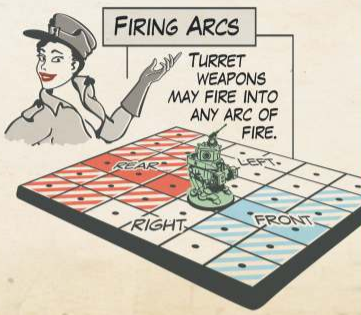 FIRING ARCS
TURRET
WEAPONS
MAY FIRE INTO
ANY ARC OF
FIRE.
REAR
LEFT
RIGHT
FRONT